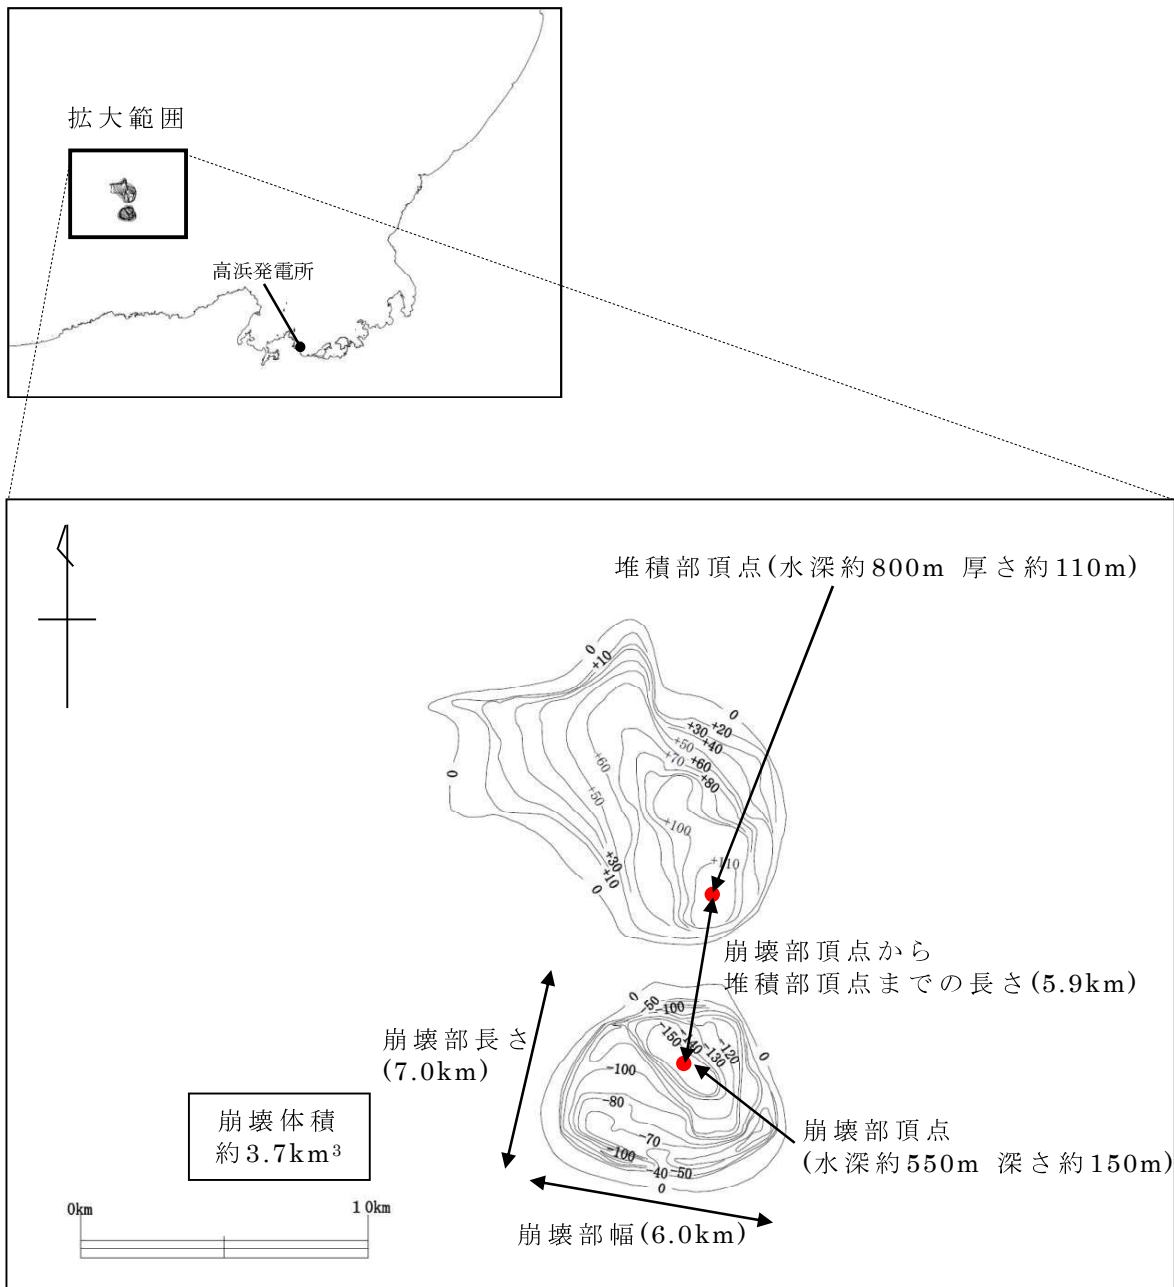 拡大範囲
高浜発電所
堆積部頂点(水深約800m 厚さ約110m)
0
+10
0
+20
+30
+40
+50
+60
+70
+80
+60
0
+50
+100
+110
+30
+10
0
崩壊部頂点から
堆積部頂点までの長さ(5.9km)
0
-50
-100
-150
-140
-130
-120
0
崩壊部長さ
(7.0km)
-100
-80
-70
-100
-40
-50
0
崩壊体積
約3.7km³
崩壊部頂点
(水深約550m 深さ約150m)
0km
10km
崩壊部幅(6.0km)